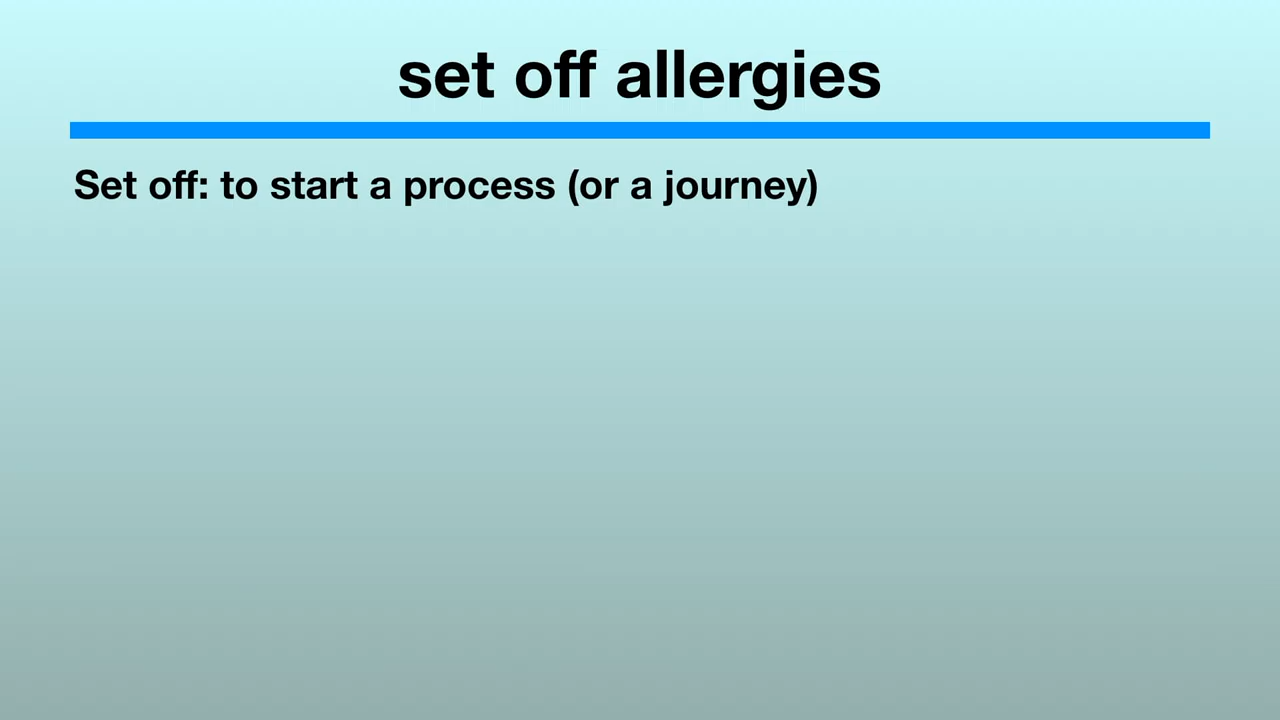 set off allergies
Set off: to start a process (or a journey)